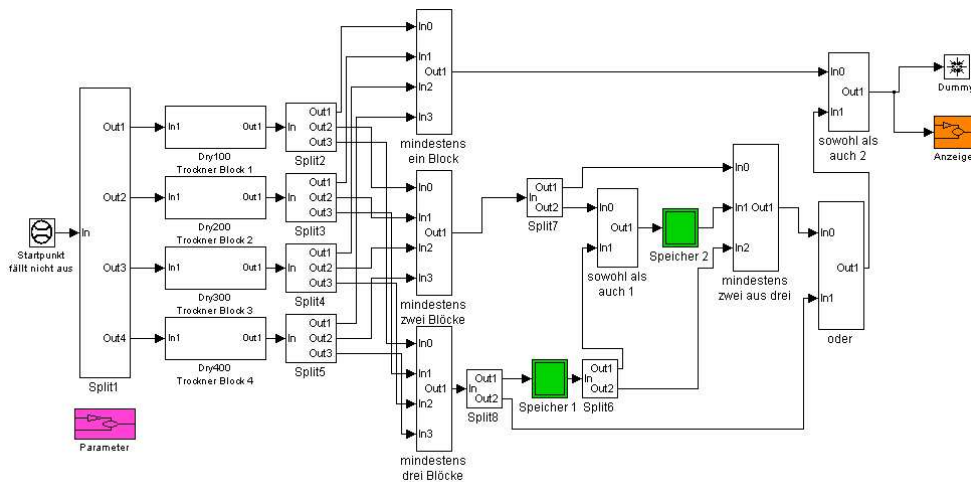 Startpunkt
fällt nicht aus
In
Out1
Out2
Out3
Out4
Split1
Parameter
In1
Out1
Dry100
Trockner Block 1
In1
Out1
Dry200
Trockner Block 2
In1
Out1
Dry300
Trockner Block 3
In1
Out1
Dry400
Trockner Block 4
In
Out1
Out2
Out3
Split2
In
Out1
Out2
Out3
Split3
In
Out1
Out2
Out3
Split4
In
Out1
Out2
Out3
Split5
In0
In1
In2
In3
Out1
mindestens
ein Block
In0
In1
In2
In3
Out1
mindestens
zwei Blöcke
In0
In1
In2
In3
Out1
mindestens
drei Blöcke
In
Out1
Out2
Split8
In
Out1
Out2
Split7
Speicher 1
In
Out1
Out2
Split6
In0
In1
Out1
sowohl als
auch 1
Speicher 2
In0
In1
In2
Out1
mindestens
zwei aus drei
In0
In1
Out1
oder
In0
In1
Out1
sowohl als
auch 2
Dummy
Anzeige